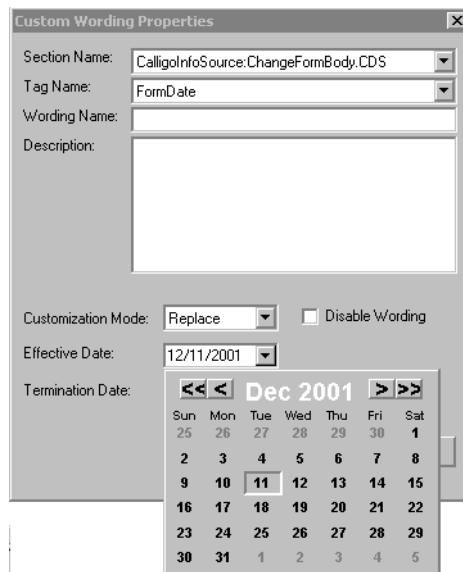 Custom Wording Properties
Section Name: CalligoInfoSource:ChangeFormBody.CDS
Tag Name: FormDate
Wording Name:
Description:
Customization Mode: Replace Disable Wording
Effective Date: 12/11/2001
Termination Date:
<< < Dec 2001 > >>
Sun Mon Tue Wed Thu Fri Sat
25 26 27 28 29 30 1
2 3 4 5 6 7 8
9 10 11 12 13 14 15
16 17 18 19 20 21 22
23 24 25 26 27 28 29
30 31 1 2 3 4 5